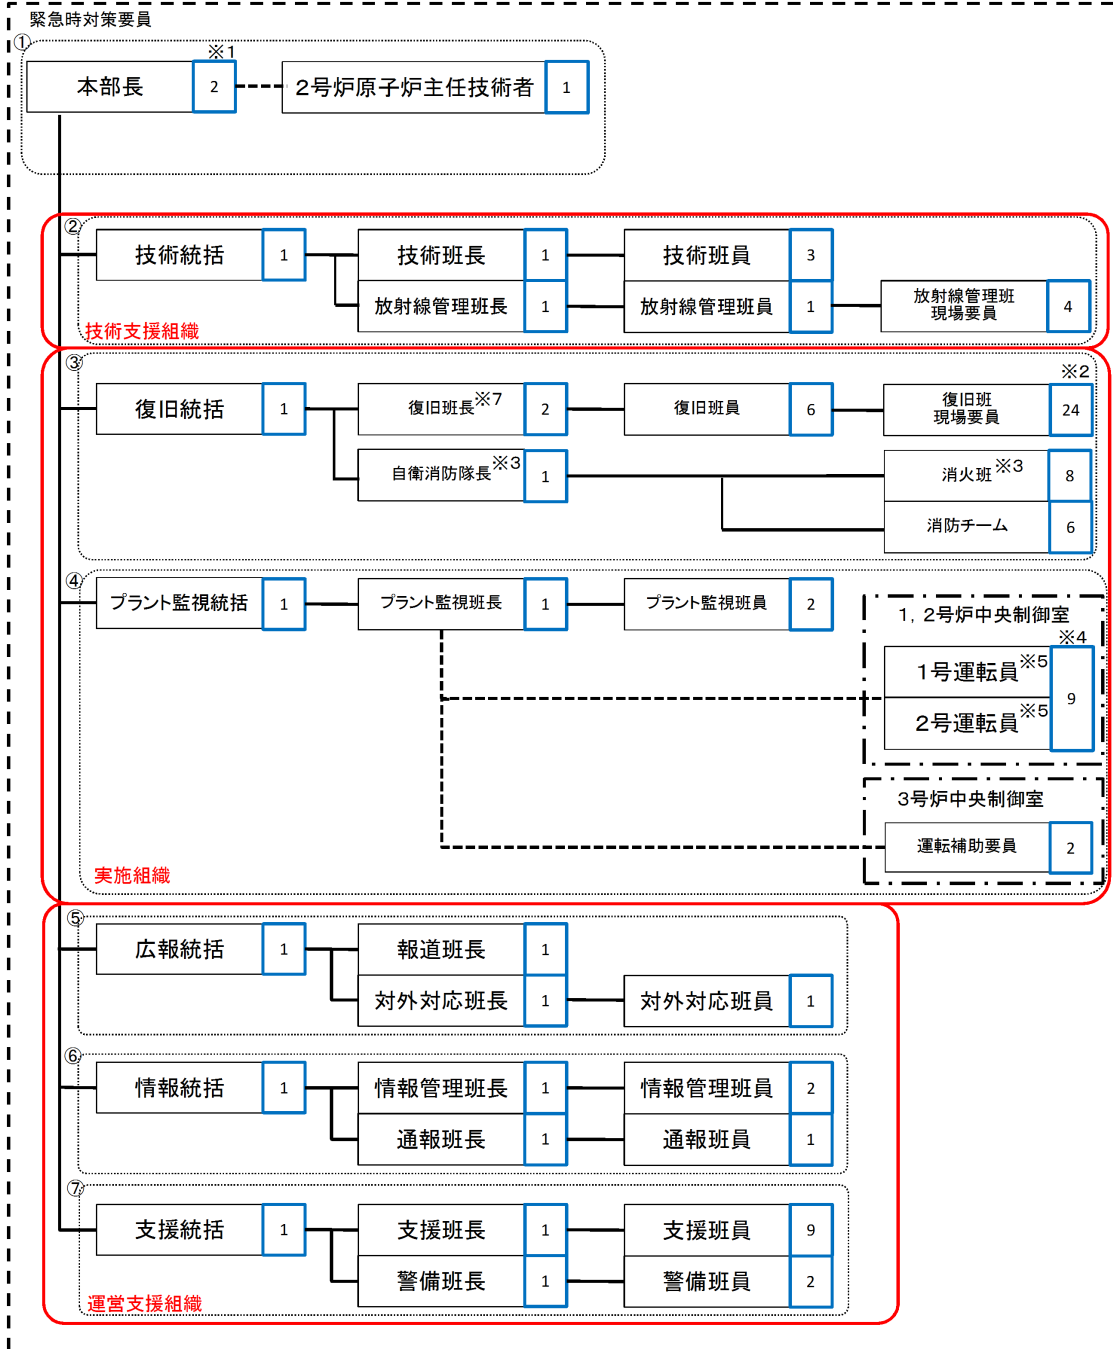 緊急時対策要員
①
※1
本部長 2
2号炉原子炉主任技術者 1
②
技術統括 1
技術班長 1
技術班員 3
放射線管理班長 1
放射線管理班員 1
放射線管理班
現場要員
4
技術支援組織
③
※2
復旧統括 1
復旧班長※7 2
復旧班員 6
復旧班
現場要員
24
自衛消防隊長※3 1
消火班※3 8
消防チーム 6
④
プラント監視統括 1
プラント監視班長 1
プラント監視班員 2
1,2号炉中央制御室
※4
1号運転員※5
9
2号運転員※5
3号炉中央制御室
運転補助要員 2
実施組織
⑤
広報統括 1
報道班長 1
対外対応班長 1
対外対応班員 1
⑥
情報統括 1
情報管理班長 1
情報管理班員 2
通報班長 1
通報班員 1
⑦
支援統括 1
支援班長 1
支援班員 9
警備班長 1
警備班員 2
運営支援組織